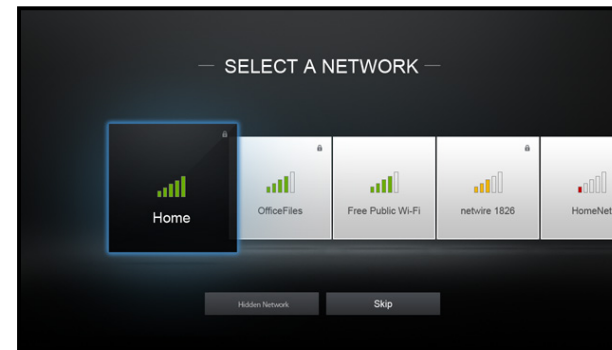 — SELECT A NETWORK —
Home
OfficeFiles
Free Public Wi-Fi
netwire 1826
HomeNet
Hidden Network
Skip